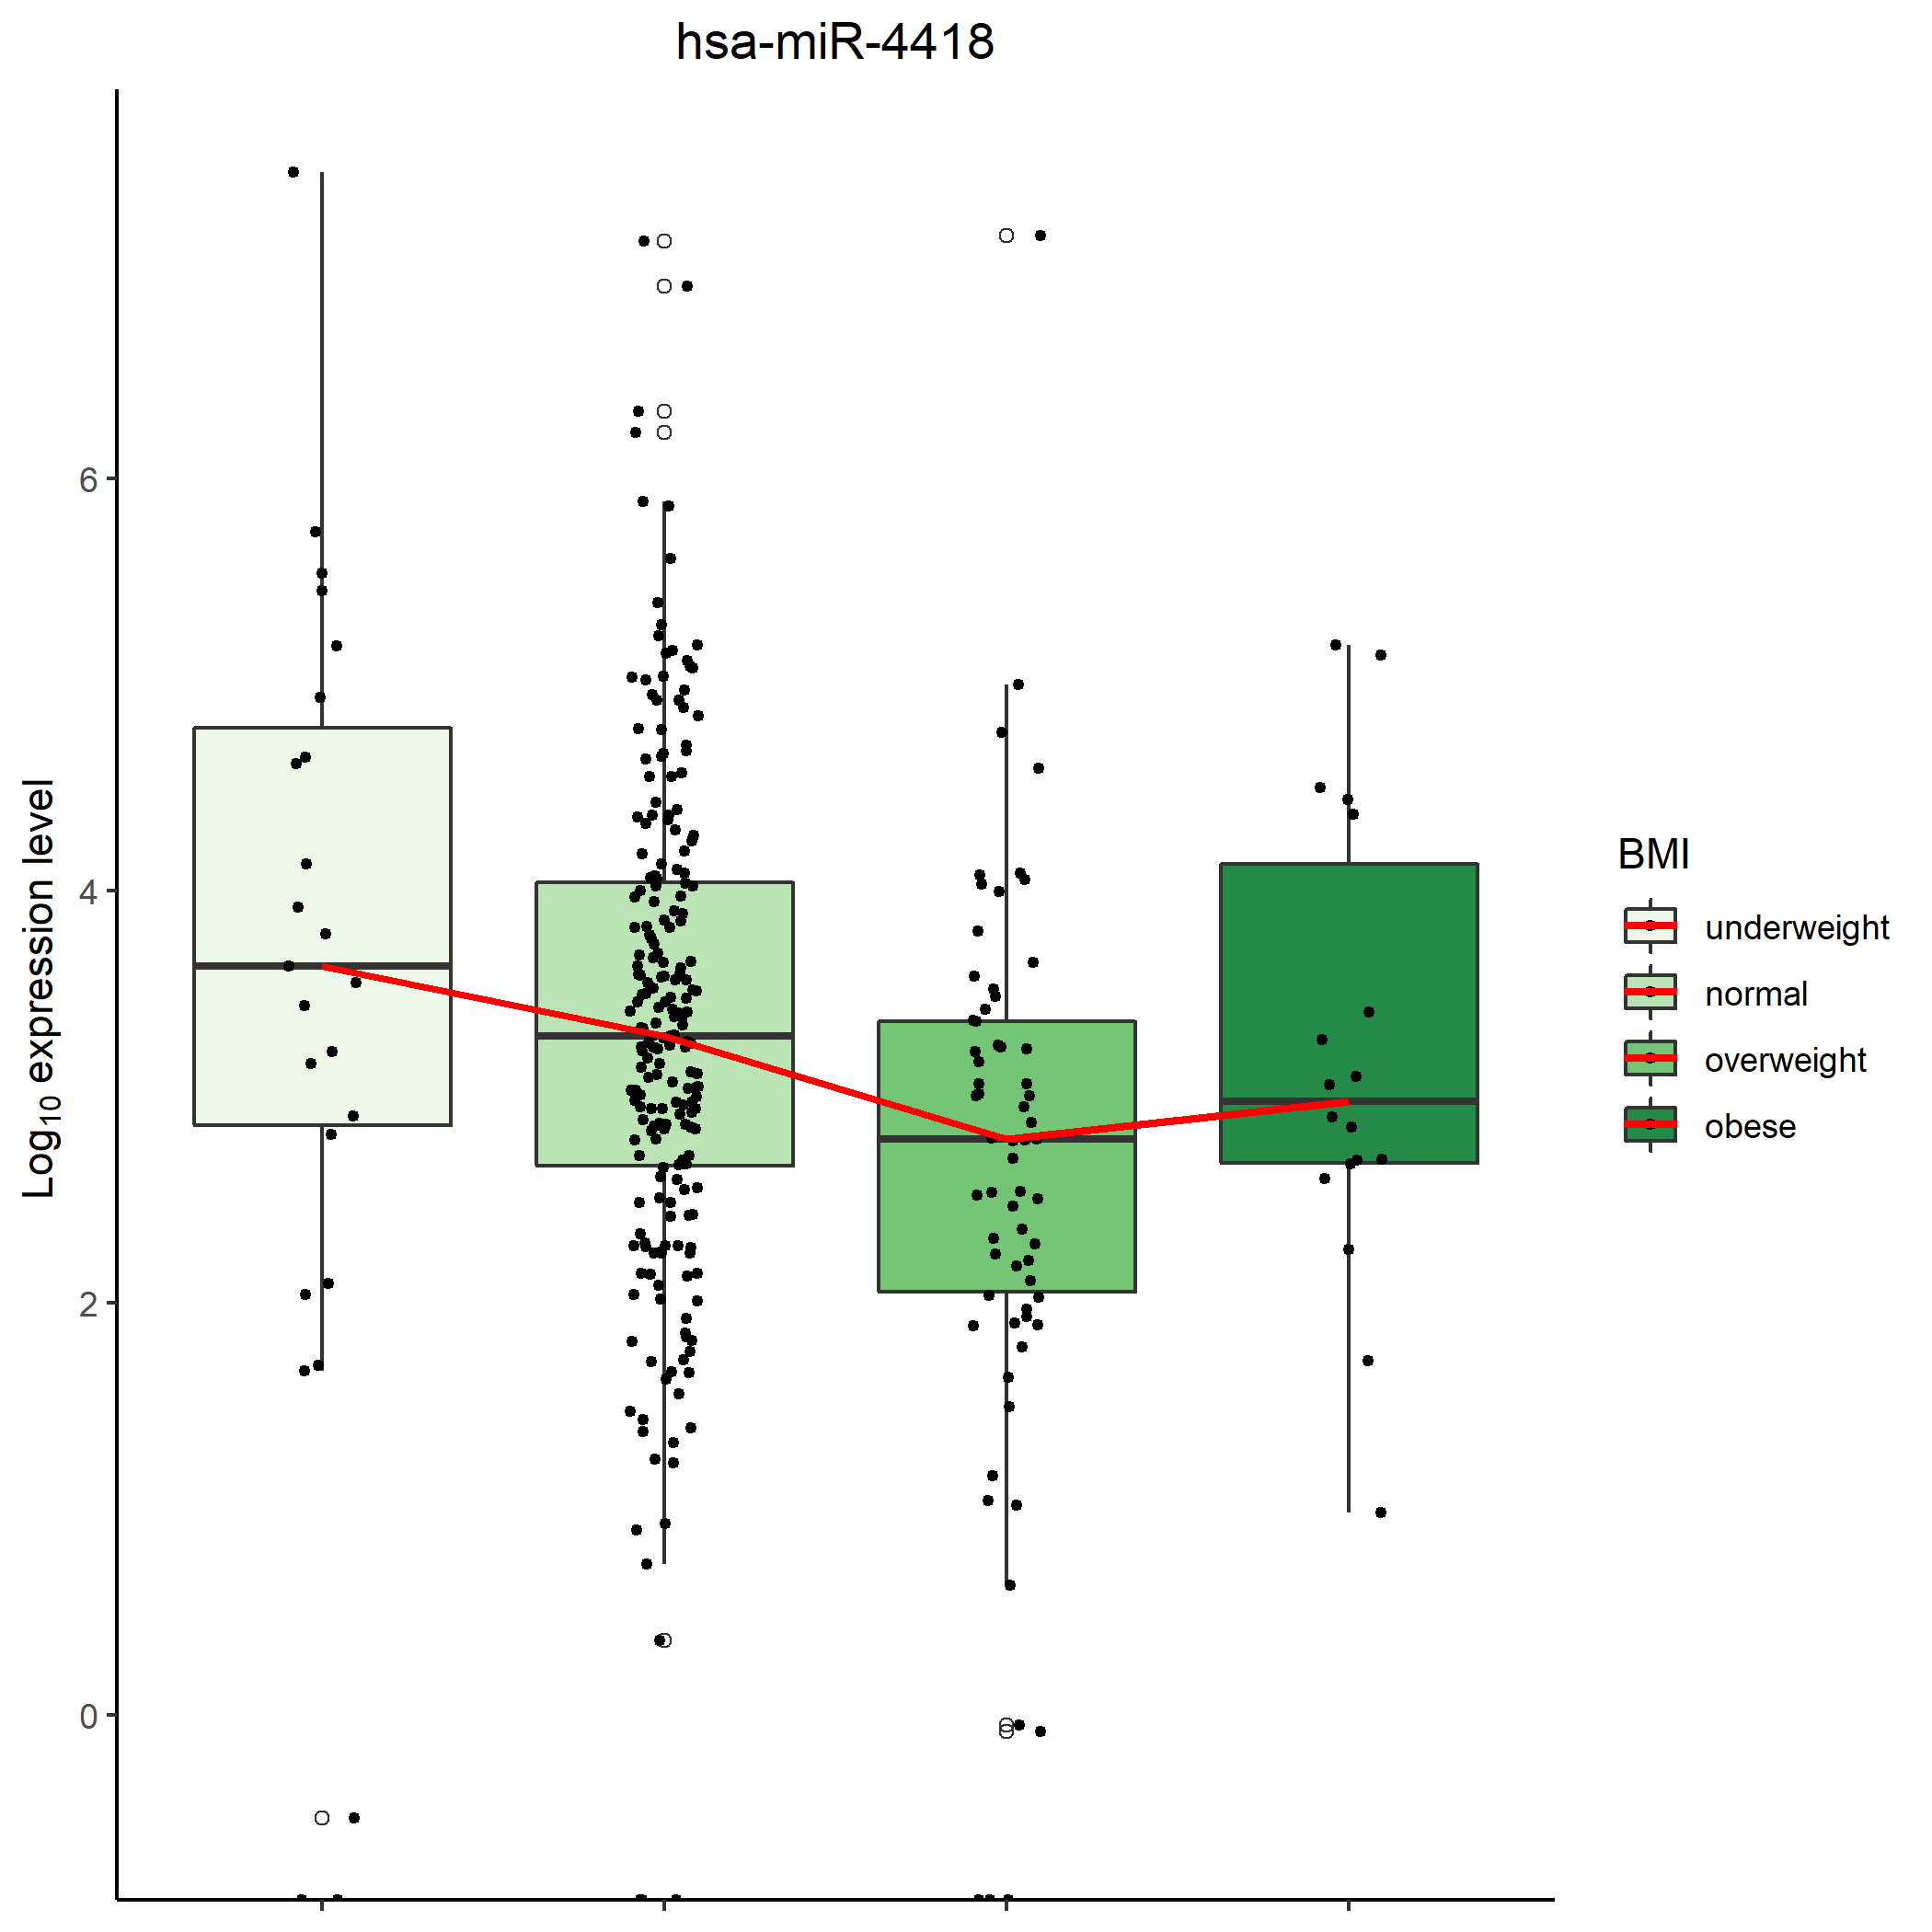 hsa-miR-4418
Log₁₀ expression level
6
4
2
0
BMI
underweight
normal
overweight
obese